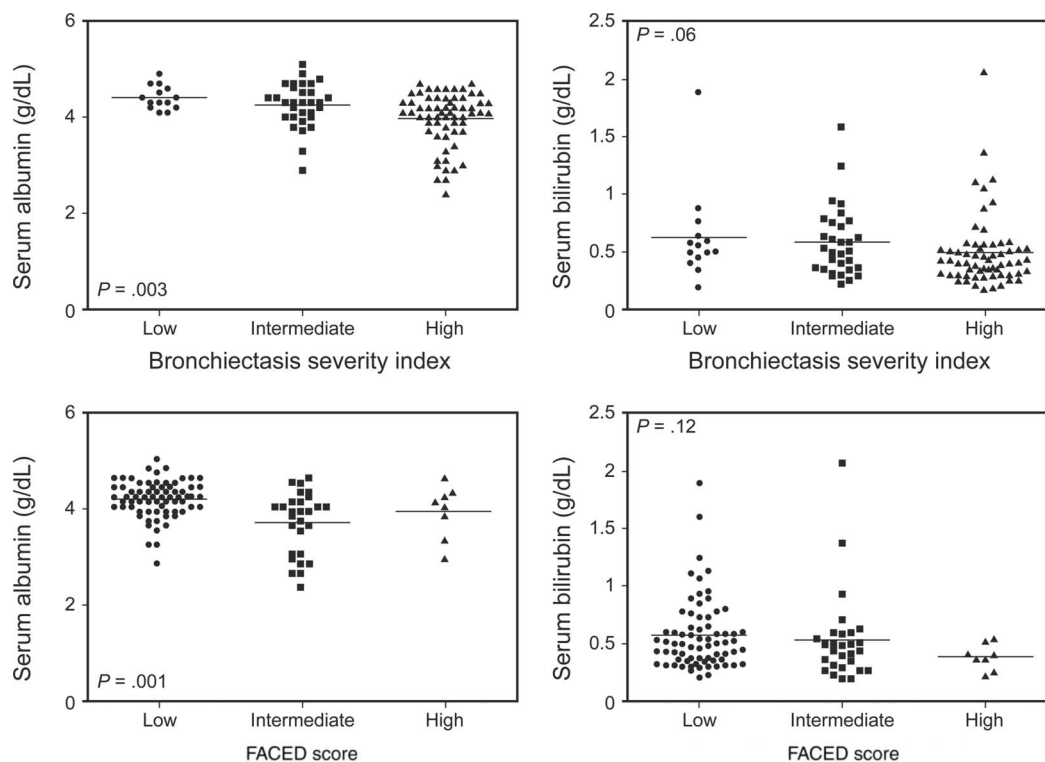 6
4
2
0
Serum albumin (g/dL)
P = .003
Low Intermediate High
Bronchiectasis severity index
2.5
2
1.5
1
0.5
0
Serum bilirubin (g/dL)
P = .06
Low Intermediate High
Bronchiectasis severity index
6
4
2
0
Serum albumin (g/dL)
P = .001
Low Intermediate High
FACED score
2.5
2
1.5
1
0.5
0
Serum bilirubin (g/dL)
P = .12
Low Intermediate High
FACED score